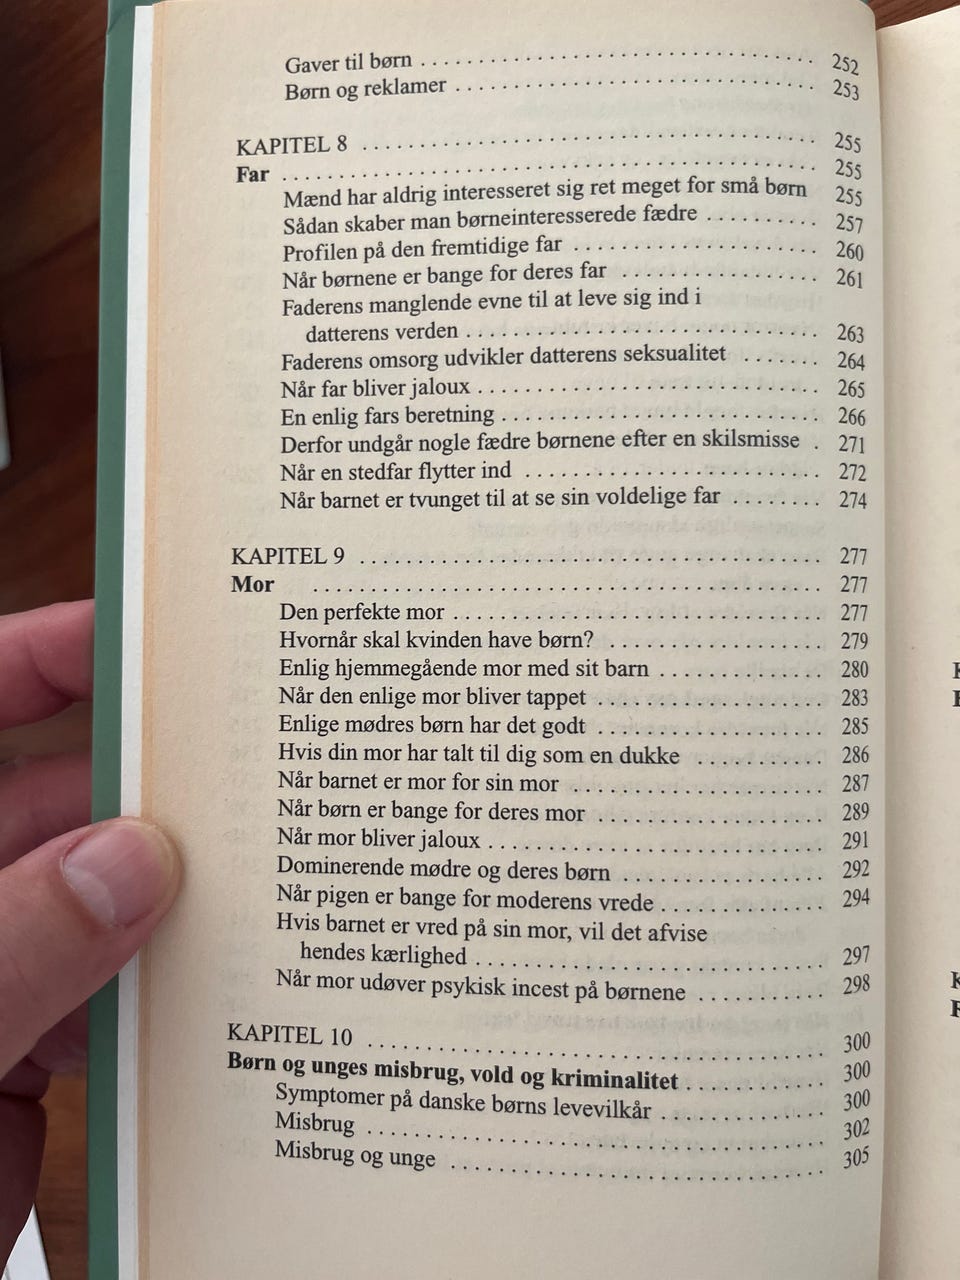 Gaver til børn . . . . . . . . . . . . . . . . . . . . . . . . . . . . . . . . . . 252
Børn og reklamer . . . . . . . . . . . . . . . . . . . . . . . . . . . . . . . 253
KAPITEL 8 . . . . . . . . . . . . . . . . . . . . . . . . . . . . . . . . . . . . . . 255
Far . . . . . . . . . . . . . . . . . . . . . . . . . . . . . . . . . . . . . . . . . . . . 255
Mænd har aldrig interesseret sig ret meget for små børn 255
Sådan skaber man børneinteresserede fædre . . . . . . . . . . 257
Profilen på den fremtidige far . . . . . . . . . . . . . . . . . . . . . 260
Når børnene er bange for deres far . . . . . . . . . . . . . . . . . 261
Faderens manglende evne til at leve sig ind i
datterens verden . . . . . . . . . . . . . . . . . . . . . . . . . . . . . . 263
Faderens omsorg udvikler datterens seksualitet . . . . . . . 264
Når far bliver jaloux . . . . . . . . . . . . . . . . . . . . . . . . . . . . . 265
En enlig fars beretning . . . . . . . . . . . . . . . . . . . . . . . . . . . 266
Derfor undgår nogle fædre børnene efter en skilsmisse . 271
Når en stedfar flytter ind . . . . . . . . . . . . . . . . . . . . . . . . . 272
Når barnet er tvunget til at se sin voldelige far . . . . . . . . 274
KAPITEL 9 . . . . . . . . . . . . . . . . . . . . . . . . . . . . . . . . . . . . . . . 277
Mor . . . . . . . . . . . . . . . . . . . . . . . . . . . . . . . . . . . . . . . . . . . 277
Den perfekte mor . . . . . . . . . . . . . . . . . . . . . . . . . . . . . . . 277
Hvornår skal kvinden have børn? . . . . . . . . . . . . . . . . . . 279
Enlig hjemmegående mor med sit barn . . . . . . . . . . . . . . 280
Når den enlige mor bliver tappet . . . . . . . . . . . . . . . . . . . 283
Enlige mødres børn har det godt . . . . . . . . . . . . . . . . . . . 285
Hvis din mor har talt til dig som en dukke . . . . . . . . . . . 286
Når barnet er mor for sin mor . . . . . . . . . . . . . . . . . . . . . 287
Når børn er bange for deres mor . . . . . . . . . . . . . . . . . . . 289
Når mor bliver jaloux . . . . . . . . . . . . . . . . . . . . . . . . . . . . 291
Dominerende mødre og deres børn . . . . . . . . . . . . . . . . . 292
Når pigen er bange for moderens vrede . . . . . . . . . . . . . . 294
Hvis barnet er vred på sin mor, vil det afvise
hendes kærlighed . . . . . . . . . . . . . . . . . . . . . . . . . . . . . 297
Når mor udøver psykisk incest på børnene . . . . . . . . . . . 298
KAPITEL 10 . . . . . . . . . . . . . . . . . . . . . . . . . . . . . . . . . . . . . . 300
Børn og unges misbrug, vold og kriminalitet . . . . . . . . . . . . 300
Symptomer på danske børns levevilkår . . . . . . . . . . . . . . 300
Misbrug . . . . . . . . . . . . . . . . . . . . . . . . . . . . . . . . . . . . . . 302
Misbrug og unge . . . . . . . . . . . . . . . . . . . . . . . . . . . . . . . 305